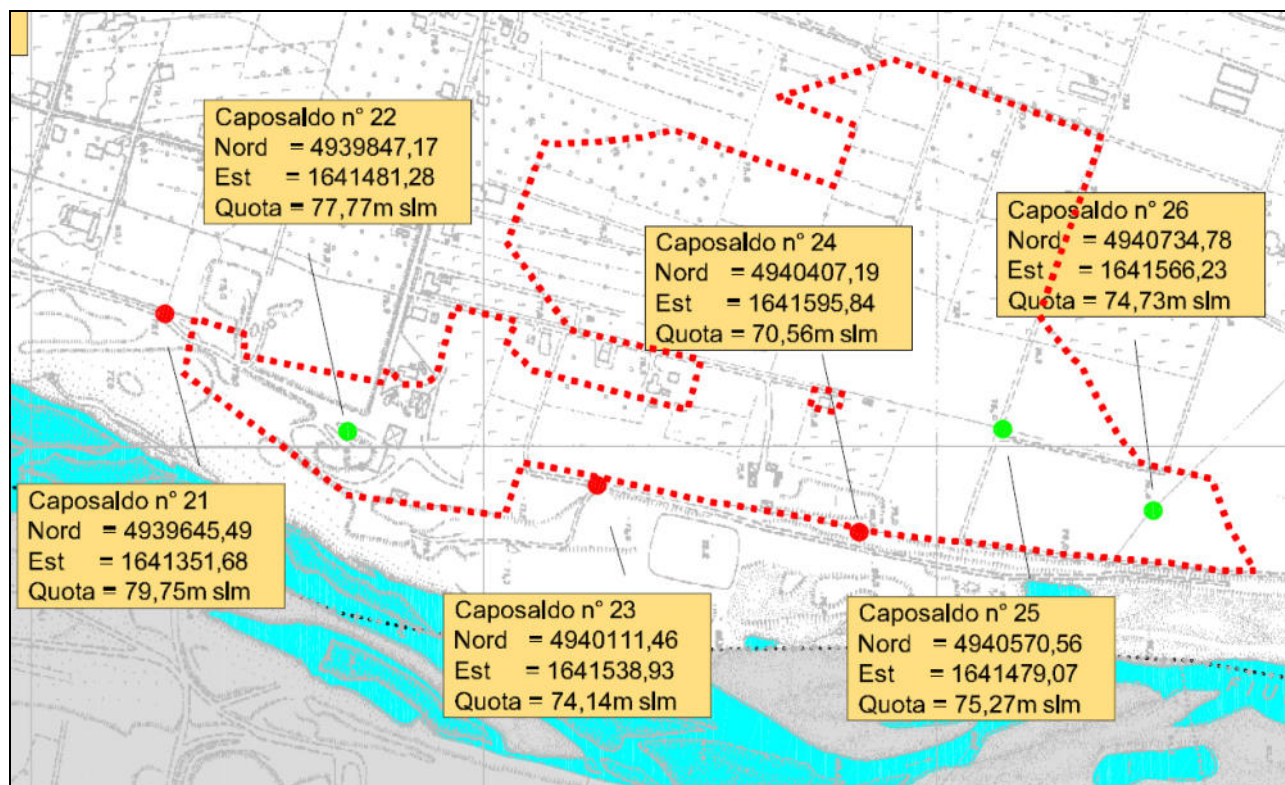 Caposaldo n° 22
Nord = 4939847,17
Est = 1641481,28
Quota = 77,77m slm
Caposaldo n° 26
Nord = 4940734,78
Est = 1641566,23
Quota = 74,73m slm
Caposaldo n° 24
Nord = 4940407,19
Est = 1641595,84
Quota = 70,56m slm
Caposaldo n° 21
Nord = 4939645,49
Est = 1641351,68
Quota = 79,75m slm
Caposaldo n° 23
Nord = 4940111,46
Est = 1641538,93
Quota = 74,14m slm
Caposaldo n° 25
Nord = 4940570,56
Est = 1641479,07
Quota = 75,27m slm
F I U